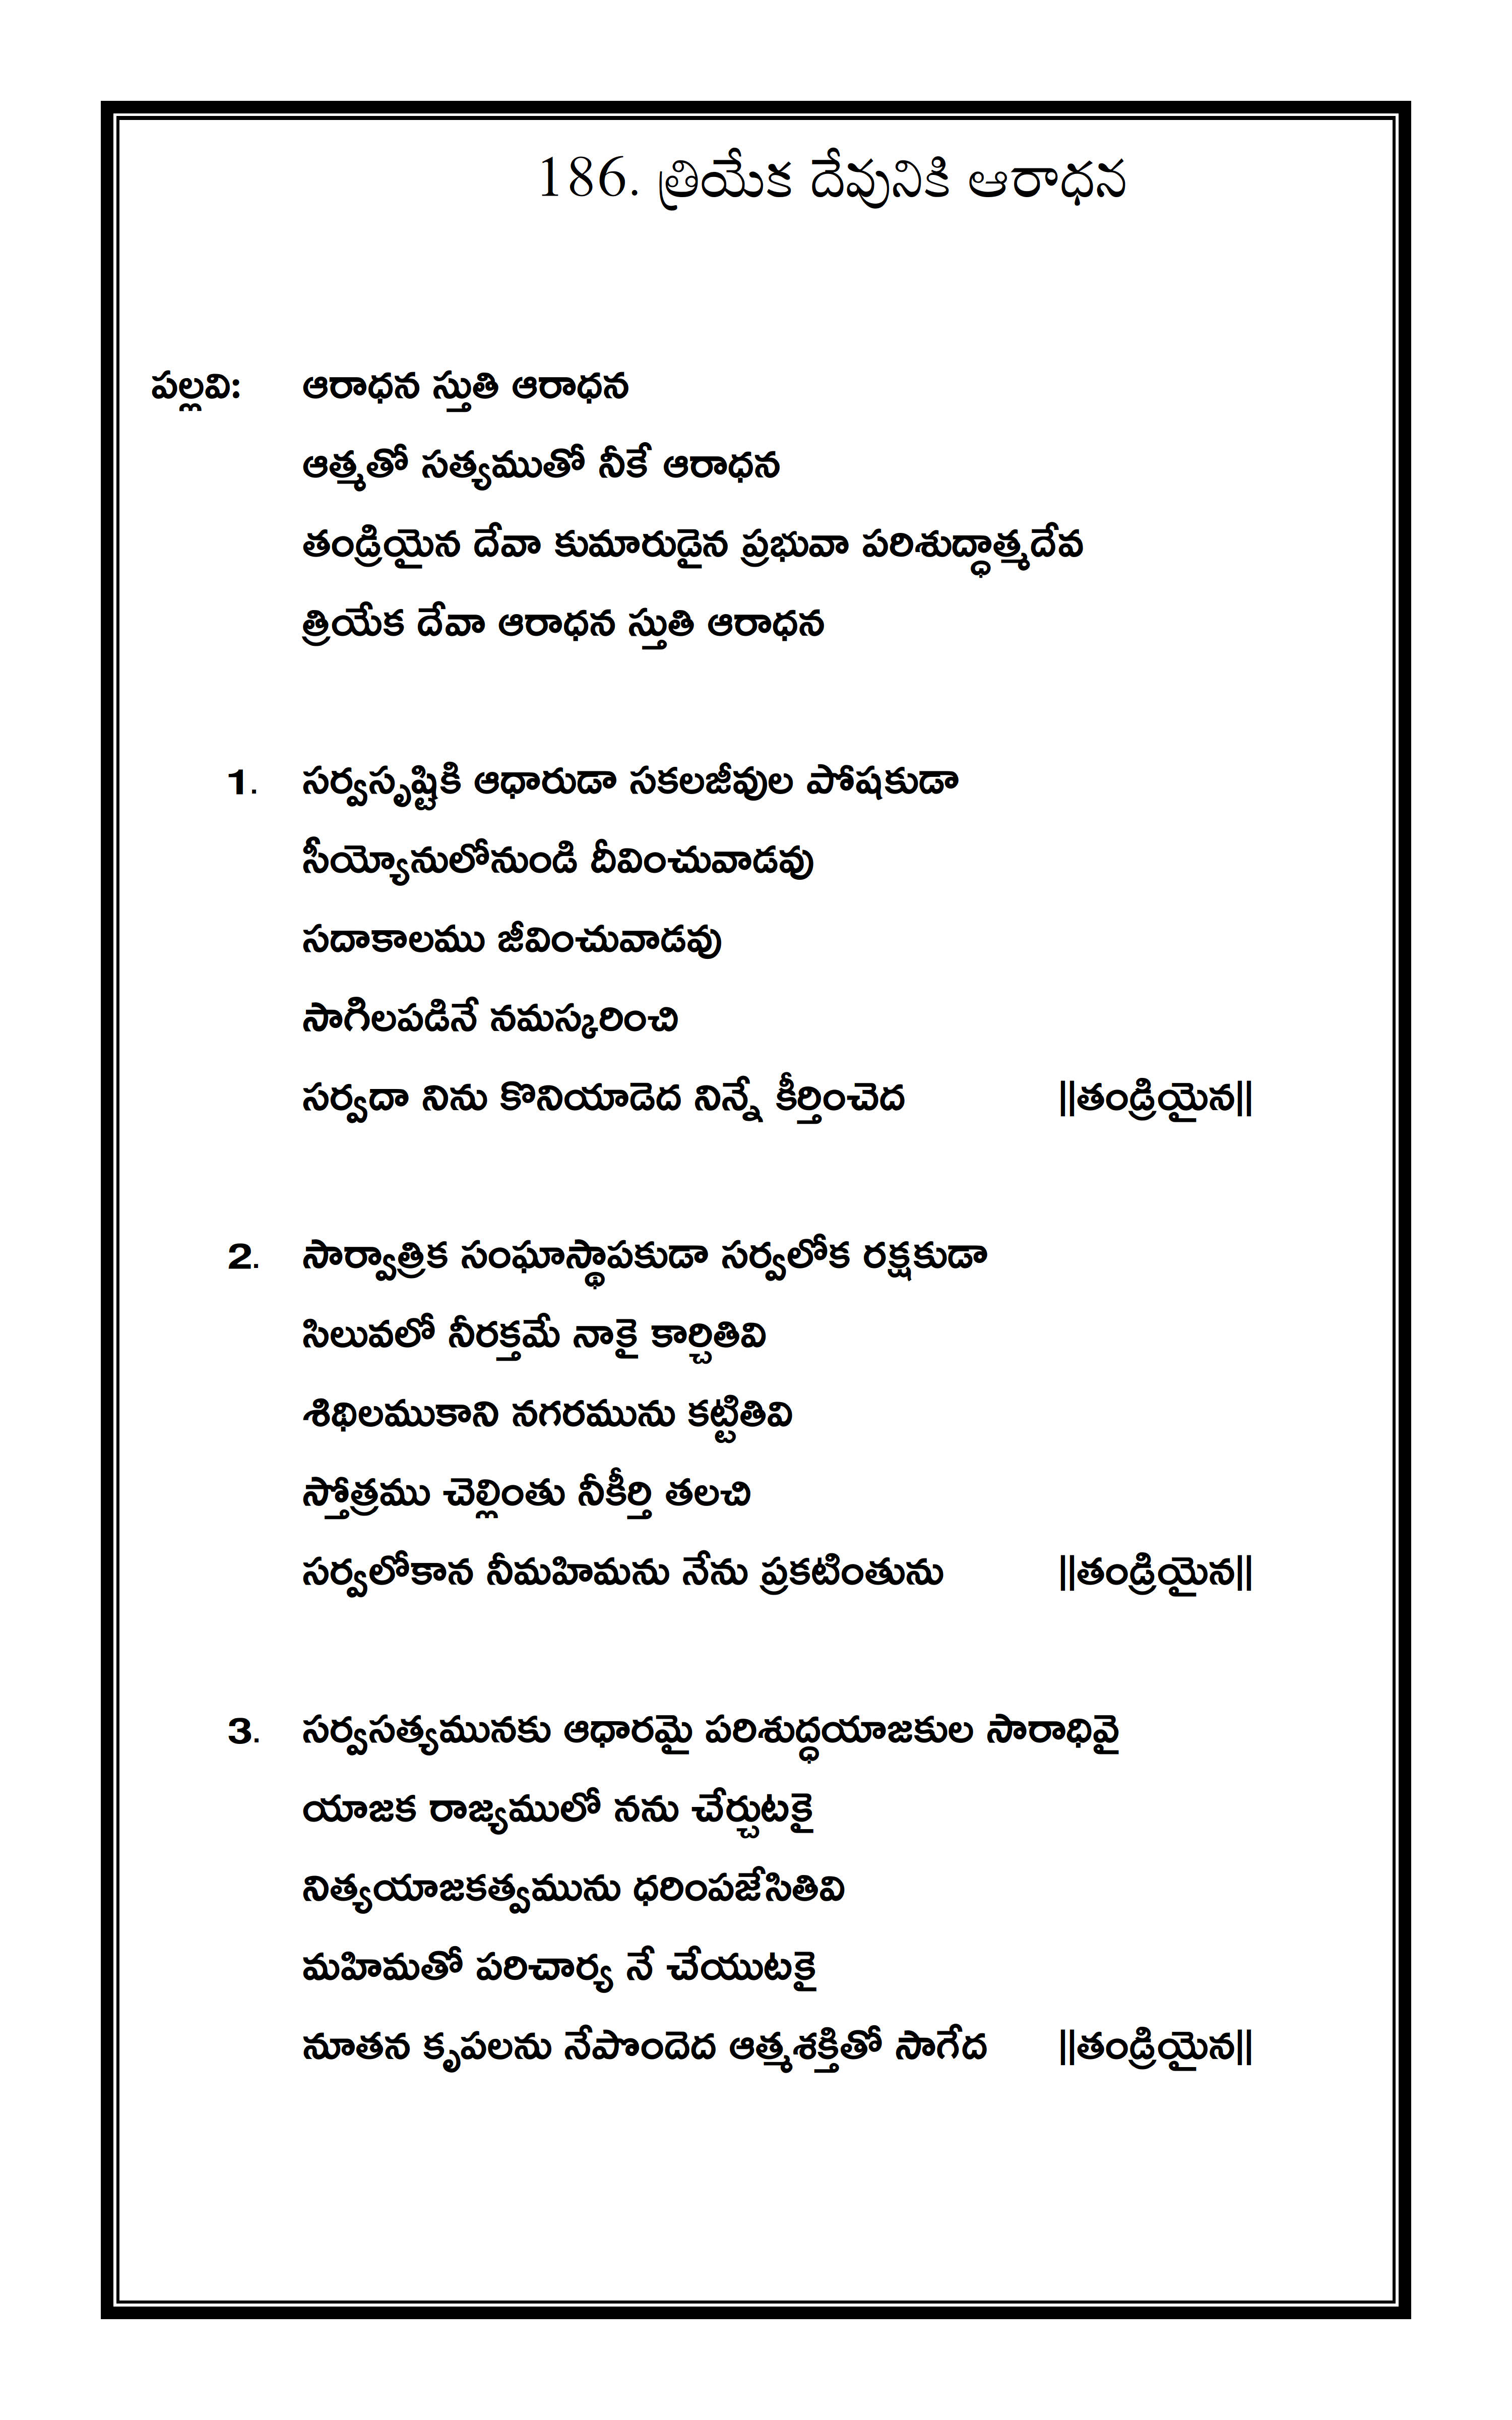 186. త్రియేక దేవునికి ఆరాధన
పల్లవి: ఆరాధన స్తుతి ఆరాధన
ఆత్మతో సత్యముతో నీకే ఆరాధన
తండ్రియైన దేవా కుమారుడైన ప్రభువా పరిశుద్ధాత్మదేవ
త్రియేక దేవా ఆరాధన స్తుతి ఆరాధన
1. సర్వసృష్టికి ఆధారుడా సకలజీవుల పోషకుడా
సీయ్యోనులోనుండి దీవించువాడవు
సదాకాలము జీవించువాడవు
సాగిలపడినే నమస్కరించి
సర్వదా నిను కొనియాడెద నిన్నే కీర్తించెద ||తండ్రియైన||
2. సార్వత్రిక సంఘాస్థాపకుడా సర్వలోక రక్షకుడా
సిలువలో నీరక్తమే నాకై కార్చితివి
శిథిలముకాని నగరమును కట్టితివి
స్తోత్రము చెల్లింతు నీకీర్తి తలచి
సర్వలోకాన నీమహిమను నేను ప్రకటింతును ||తండ్రియైన||
3. సర్వసత్యమునకు ఆధారమై పరిశుద్ధయాజకుల సారాధివై
యాజక రాజ్యములో నను చేర్చుటకై
నిత్యయాజకత్వమును ధరింపజేసితివి
మహిమతో పరిచార్య నే చేయుటకై
నూతన కృపలను నేపొందెద ఆత్మశక్తితో సాగేద ||తండ్రియైన||